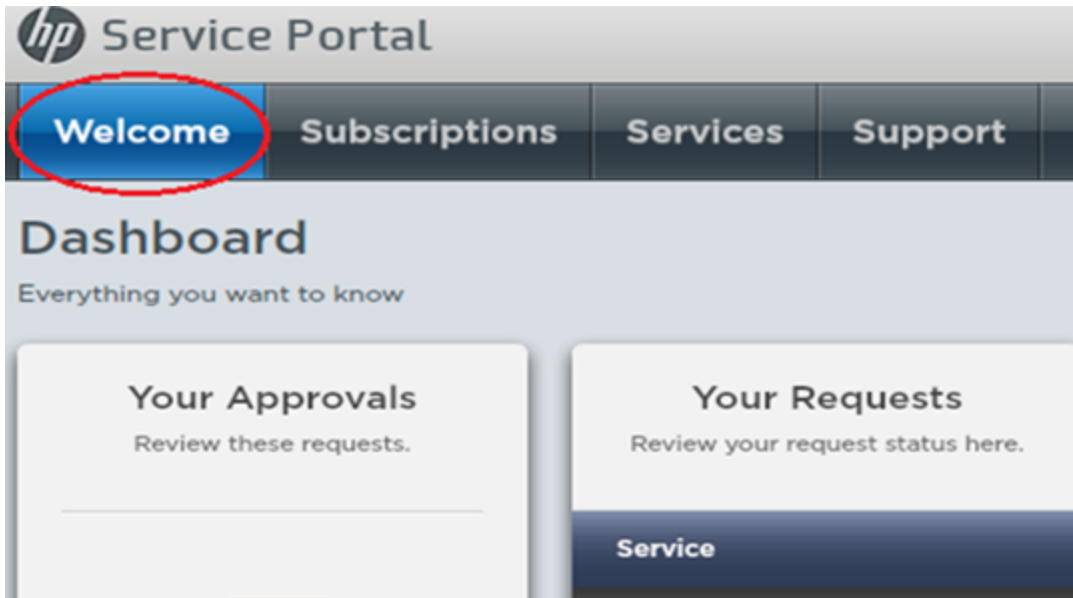 hp Service Portal
Welcome Subscriptions Services Support
Dashboard
Everything you want to know
Your Approvals Your Requests
Review these requests. Review your request status here.
Service